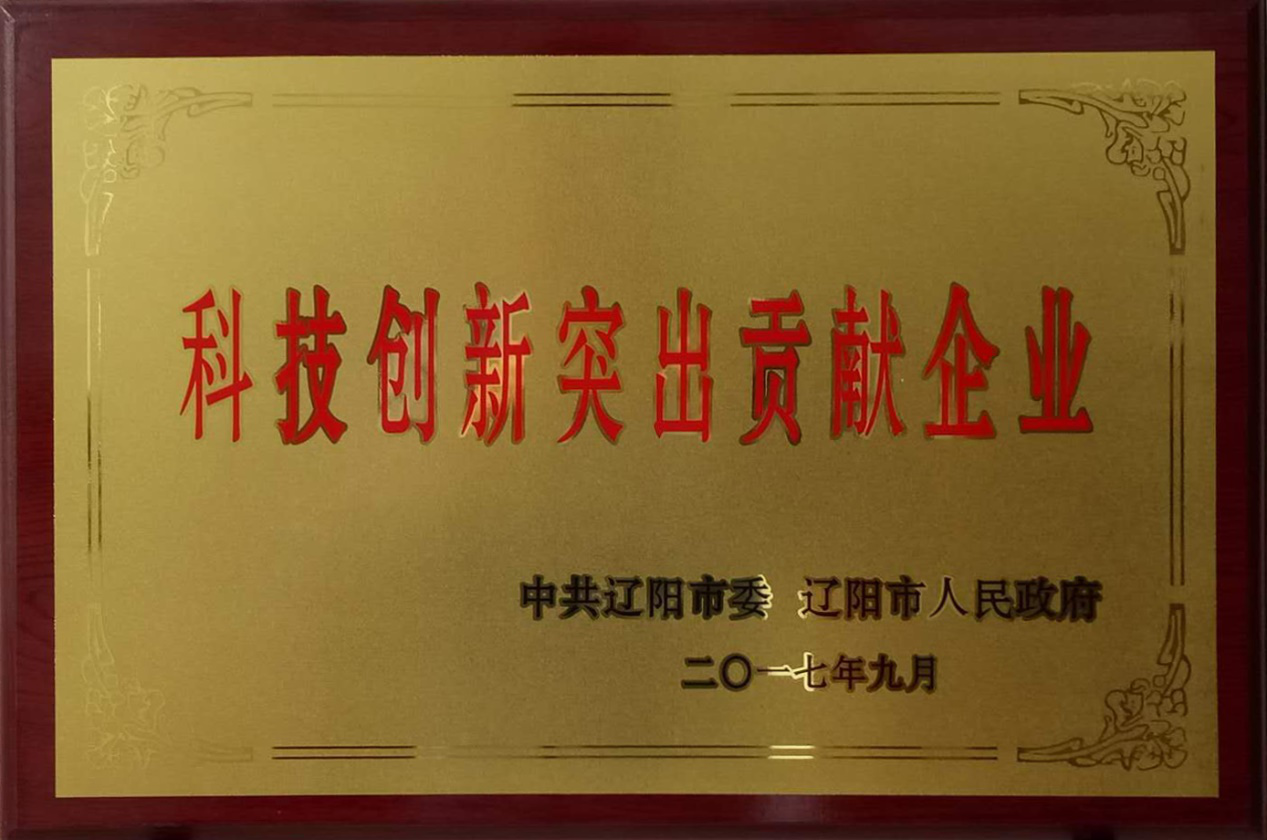 科技创新突出贡献企业
中共辽阳市委 辽阳市人民政府
二〇一七年九月